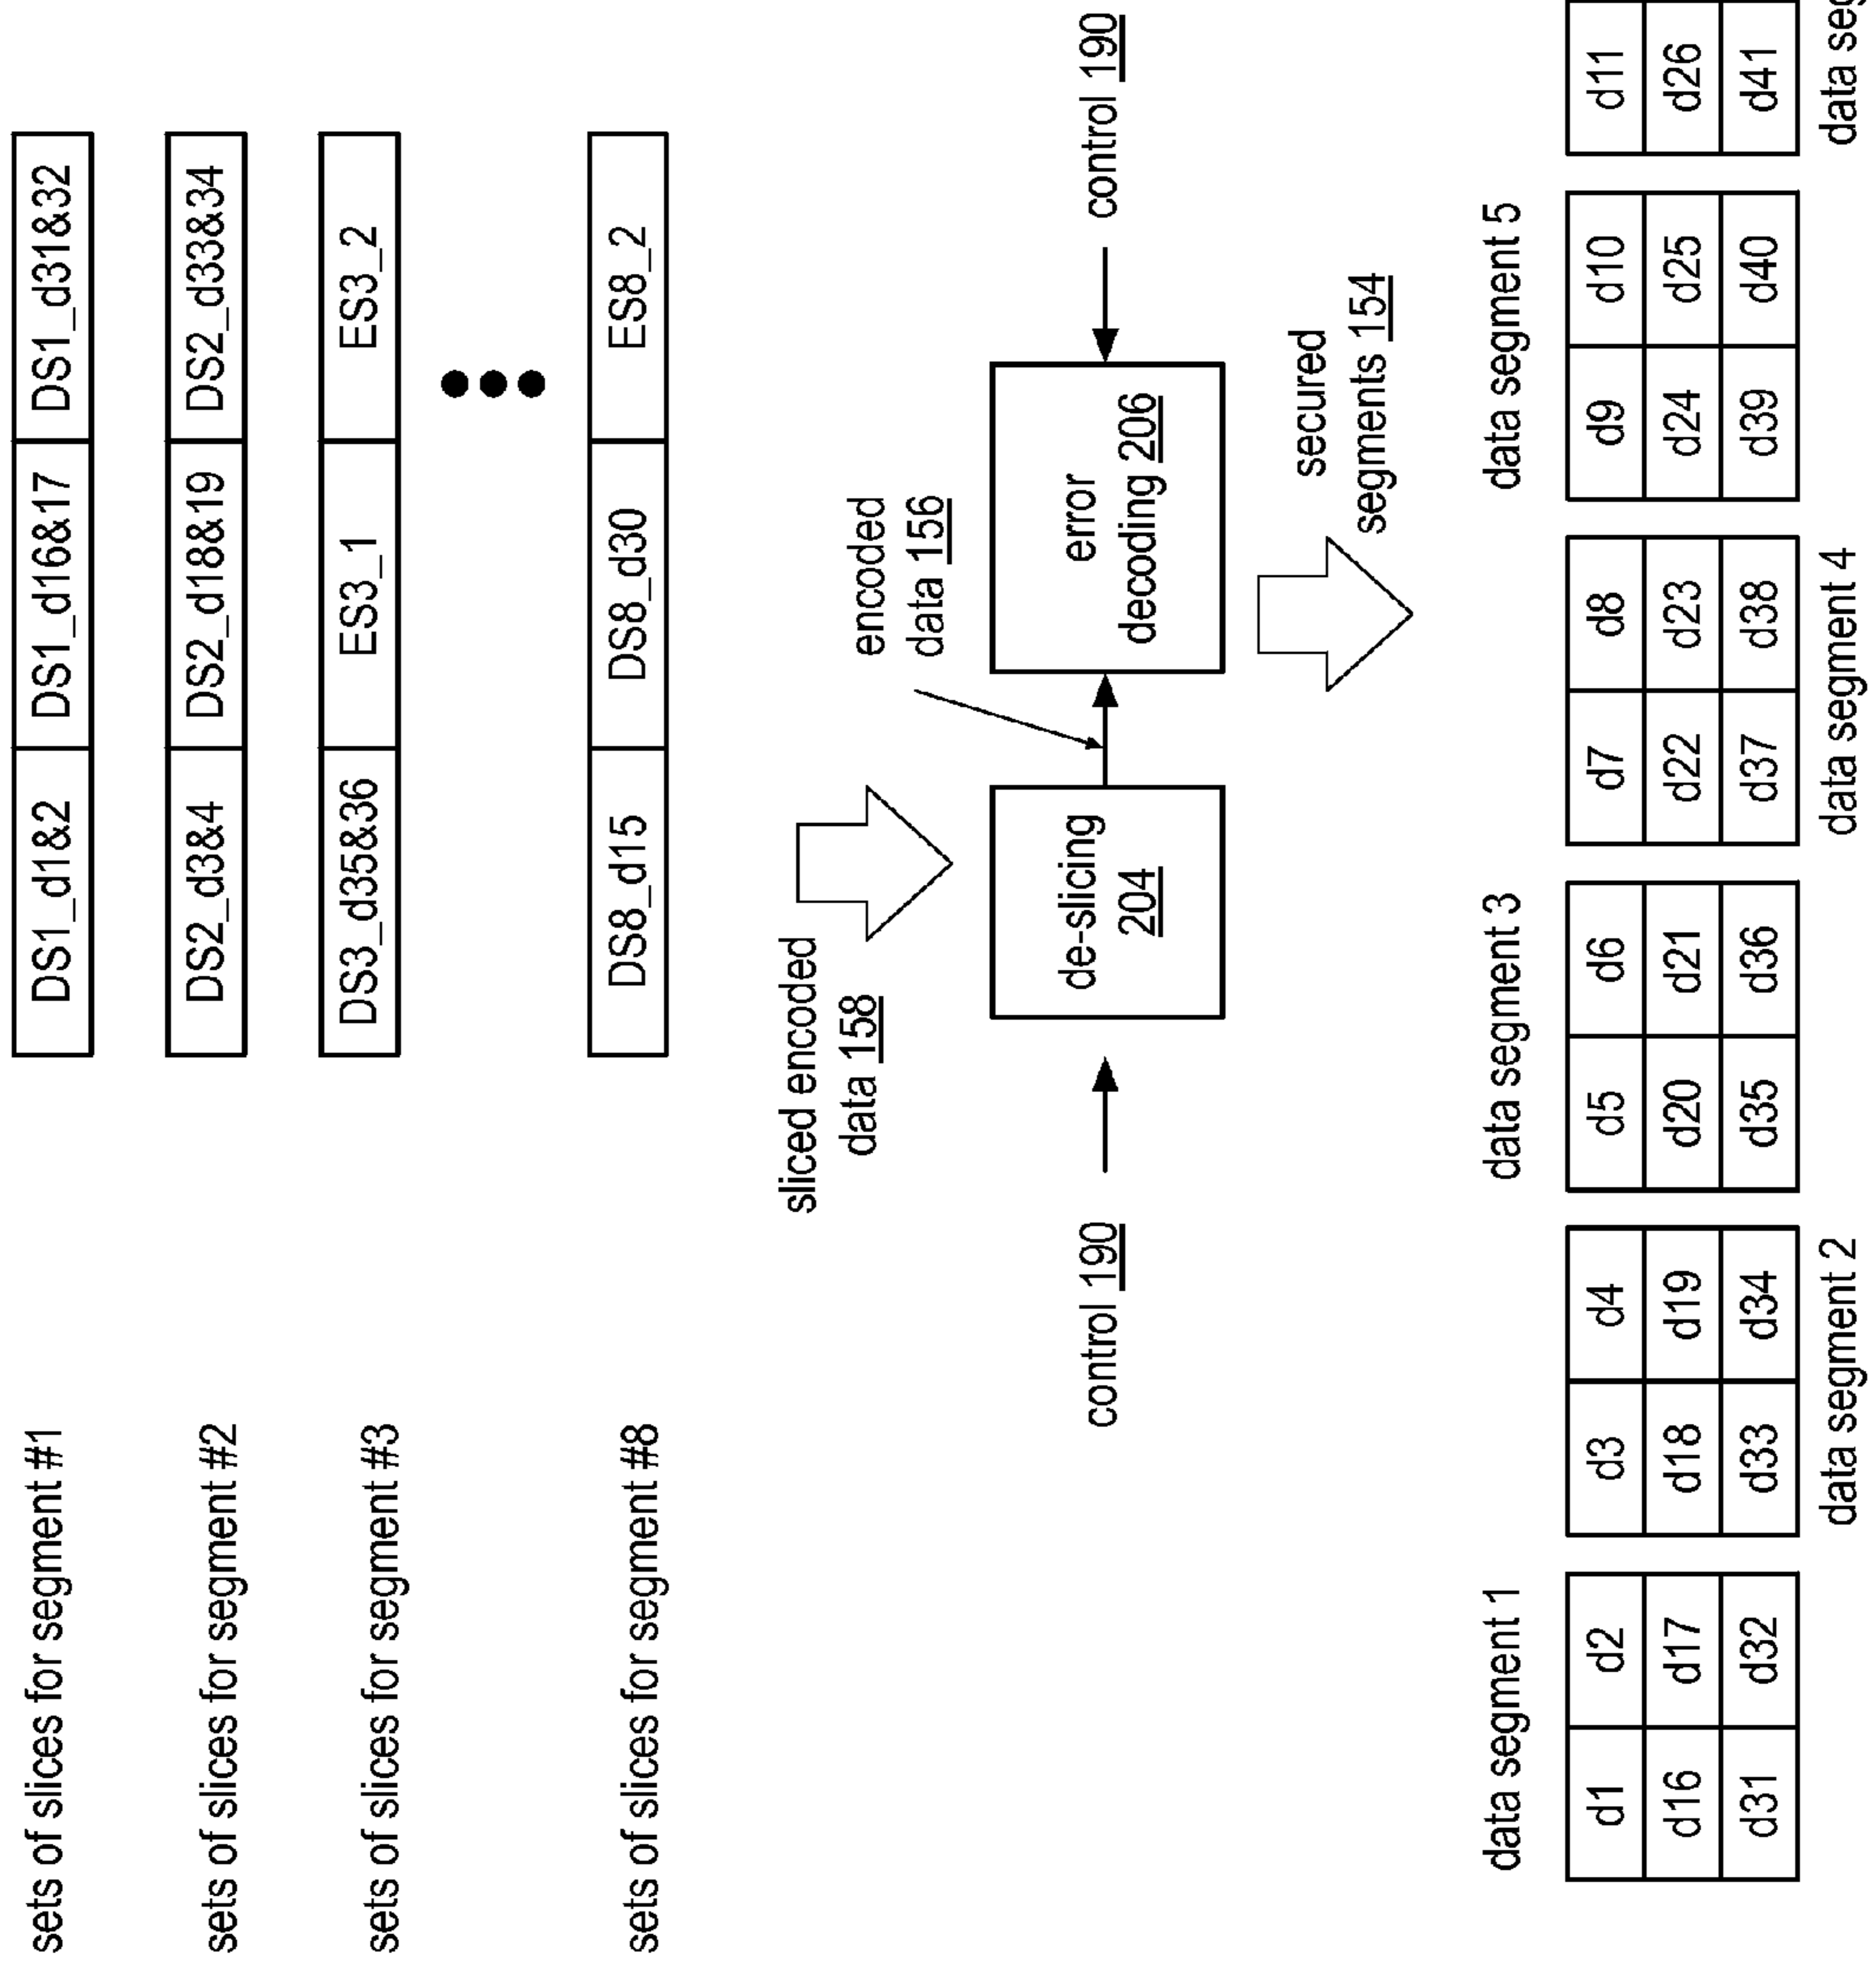 sets of slices for segment #1
DS1_d1&2 DS1_d16&17 DS1_d31&32
sets of slices for segment #2
DS2_d3&4 DS2_d18&19 DS2_d33&34
sets of slices for segment #3
DS3_d35&36 ES3_1 ES3_2
sets of slices for segment #8
DS8_d15 DS8_d30 ES8_2
sliced encoded
data 158
encoded
data 156
control 190
de-slicing
204
error
decoding 206
control 190
secured
segments 154
data segment 1
data segment 3
data segment 5
d1 d2 d3 d4 d5 d6 d7 d8 d9 d10 d11
d16 d17 d18 d19 d20 d21 d22 d23 d24 d25 d26
d31 d32 d33 d34 d35 d36 d37 d38 d39 d40 d41
data segment 2
data segment 4
data